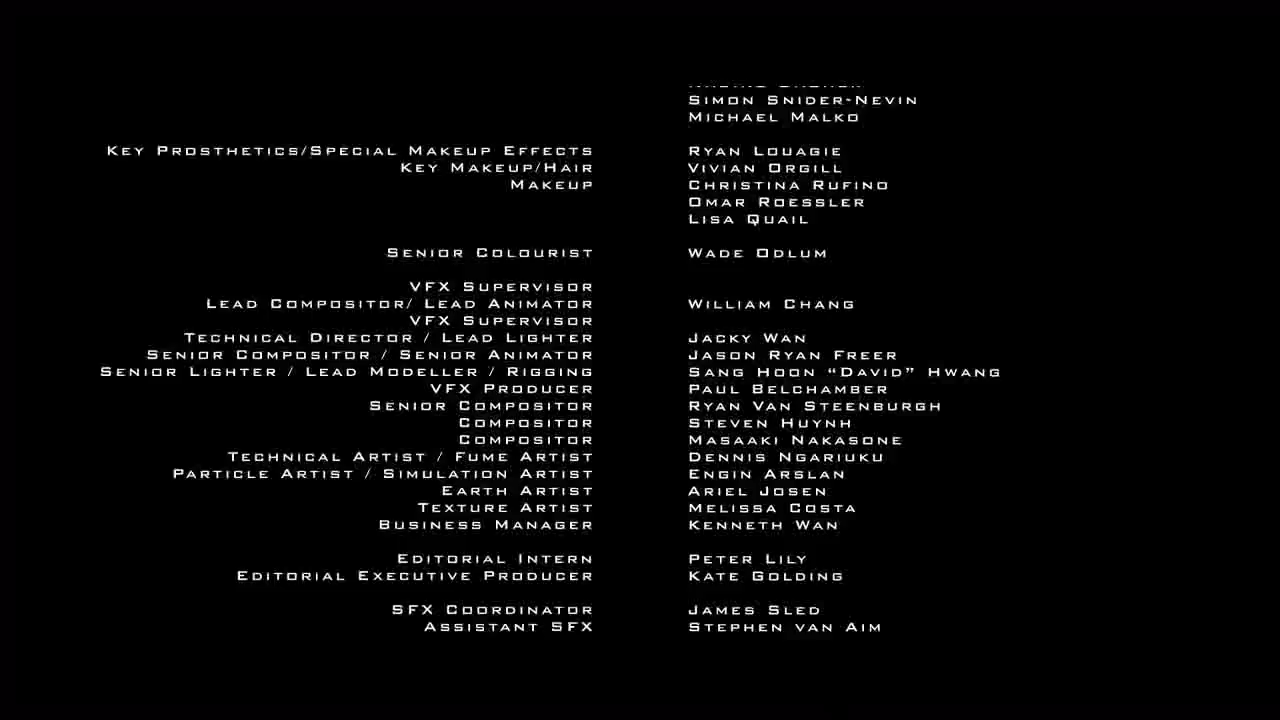 Simon Snider-Nevin
Michael Malko
Key Prosthetics/Special Makeup Effects Ryan Louagie
Key Makeup/Hair Vivian Orgill
Makeup Christina Rufino
Omar Roessler
Lisa Quail
Senior Colourist Wade Odlum
VFX Supervisor
Lead Compositor/ Lead Animator William Chang
VFX Supervisor
Technical Director / Lead Lighter Jacky Wan
Senior Compositor / Senior Animator Jason Ryan Freer
Senior Lighter / Lead Modeller / Rigging Sang Hoon “David” Hwang
VFX Producer Paul Belchamber
Senior Compositor Ryan Van Steenburgh
Compositor Steven Huynh
Compositor Masaaki Nakasone
Technical Artist / Fume Artist Dennis Ngariuku
Particle Artist / Simulation Artist Engin Arslan
Earth Artist Ariel Josen
Texture Artist Melissa Costa
Business Manager Kenneth Wan
Editorial Intern Peter Lily
Editorial Executive Producer Kate Golding
SFX Coordinator James Sled
Assistant SFX Stephen van Aim